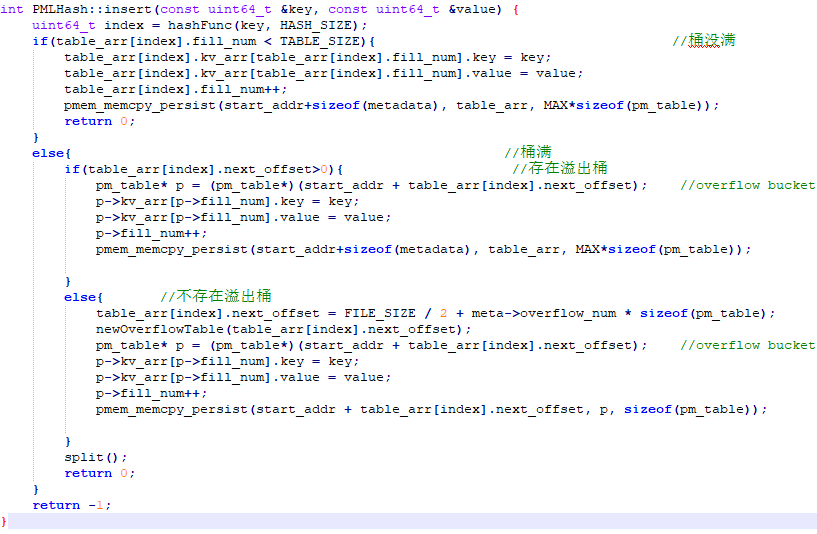 int PMLHash::insert(const uint64_t &key, const uint64_t &value) {
    uint64_t index = hashFunc(key, HASH_SIZE);
    if(table_arr[index].fill_num < TABLE_SIZE){                                     //桶没满
        table_arr[index].kv_arr[table_arr[index].fill_num].key = key;
        table_arr[index].kv_arr[table_arr[index].fill_num].value = value;
        table_arr[index].fill_num++;
        pmem_memcpy_persist(start_addr+sizeof(metadata), table_arr, MAX*sizeof(pm_table));
        return 0;
    }
    else{                                                      //桶满
        if(table_arr[index].next_offset>0){                     //存在溢出桶
            pm_table* p = (pm_table*)(start_addr + table_arr[index].next_offset);    //overflow bucket
            p->kv_arr[p->fill_num].key = key;
            p->kv_arr[p->fill_num].value = value;
            p->fill_num++;
            pmem_memcpy_persist(start_addr+sizeof(metadata), table_arr, MAX*sizeof(pm_table));
        }
        else{       //不存在溢出桶
            table_arr[index].next_offset = FILE_SIZE / 2 + meta->overflow_num * sizeof(pm_table);
            newOverflowTable(table_arr[index].next_offset);
            pm_table* p = (pm_table*)(start_addr + table_arr[index].next_offset);    //overflow bucket
            p->kv_arr[p->fill_num].key = key;
            p->kv_arr[p->fill_num].value = value;
            p->fill_num++;
            pmem_memcpy_persist(start_addr + table_arr[index].next_offset, p, sizeof(pm_table));
        }
        split();
        return 0;
    }
    return -1;
}